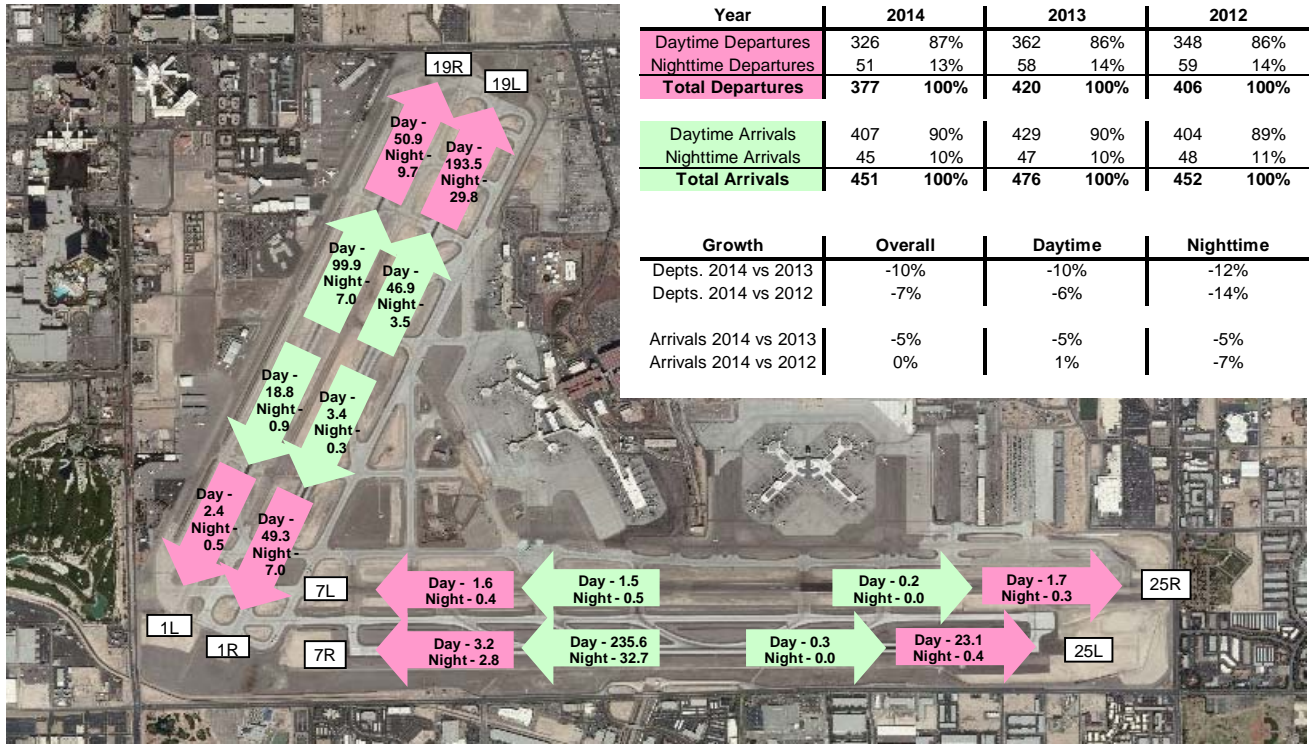 Year 2014 2013 2012
Daytime Departures 326 87% 362 86% 348 86%
Nighttime Departures 51 13% 58 14% 59 14%
Total Departures 377 100% 420 100% 406 100%
Daytime Arrivals 407 90% 429 90% 404 89%
Nighttime Arrivals 45 10% 47 10% 48 11%
Total Arrivals 451 100% 476 100% 452 100%
Growth Overall Daytime Nighttime
Depts. 2014 vs 2013 -10% -10% -12%
Depts. 2014 vs 2012 -7% -6% -14%
Arrivals 2014 vs 2013 -5% -5% -5%
Arrivals 2014 vs 2012 0% 1% -7%
19R
19L
Day -
50.9
Night -
9.7
Day -
193.5
Night -
29.8
Day -
99.9
Night -
7.0
Day -
46.9
Night -
3.5
Day -
18.8
Night -
0.9
Day -
3.4
Night -
0.3
Day -
2.4
Night -
0.5
Day -
49.3
Night -
7.0
7L
Day - 1.6
Night - 0.4
Day - 1.5
Night - 0.5
Day - 0.2
Night - 0.0
Day - 1.7
Night - 0.3
25R
1L
1R
7R
Day - 3.2
Night - 2.8
Day - 235.6
Night - 32.7
Day - 0.3
Night - 0.0
Day - 23.1
Night - 0.4
25L